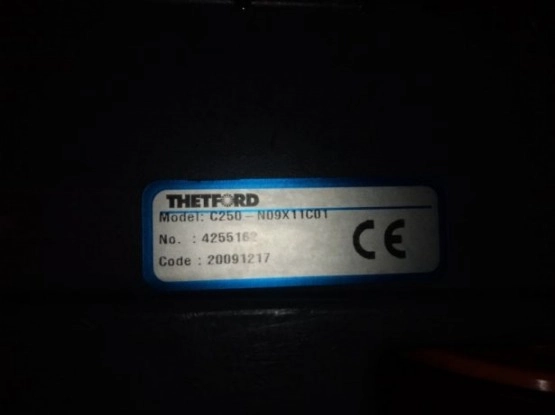 THETFORD
Model: C250-N09X11C01
No. : 4255162
Code : 20091217
CE